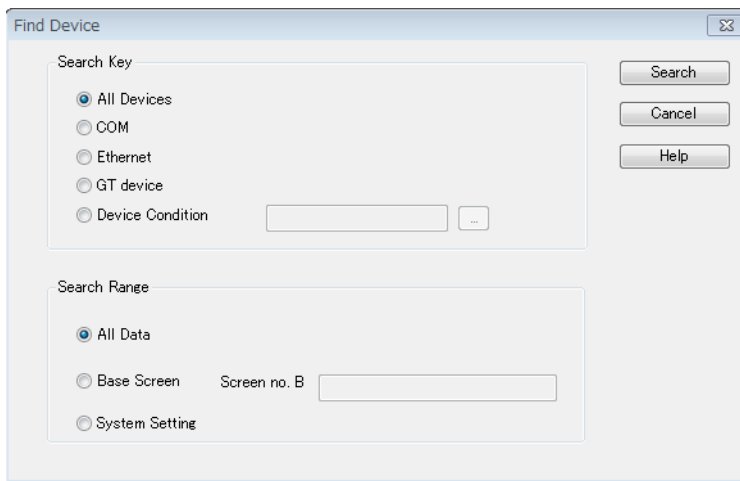 Find Device
Search Key
All Devices
COM
Ethernet
GT device
Device Condition
...
Search
Cancel
Help
Search Range
All Data
Base Screen Screen no. B
System Setting